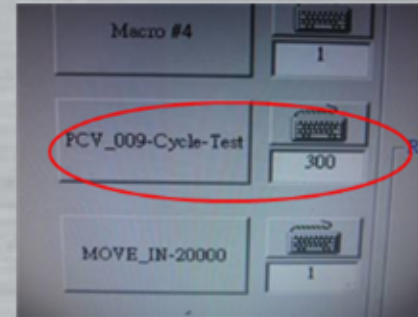 Macro #4
1
PCV_009-Cycle-Test
300
MOVE_IN-20000
1